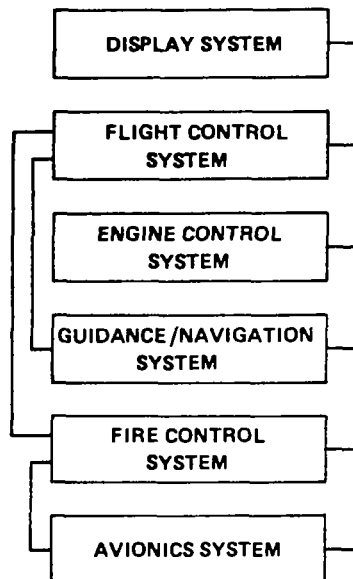 DISPLAY SYSTEM
FLIGHT CONTROL
SYSTEM
ENGINE CONTROL
SYSTEM
GUIDANCE/NAVIGATION
SYSTEM
FIRE CONTROL
SYSTEM
AVIONICS SYSTEM